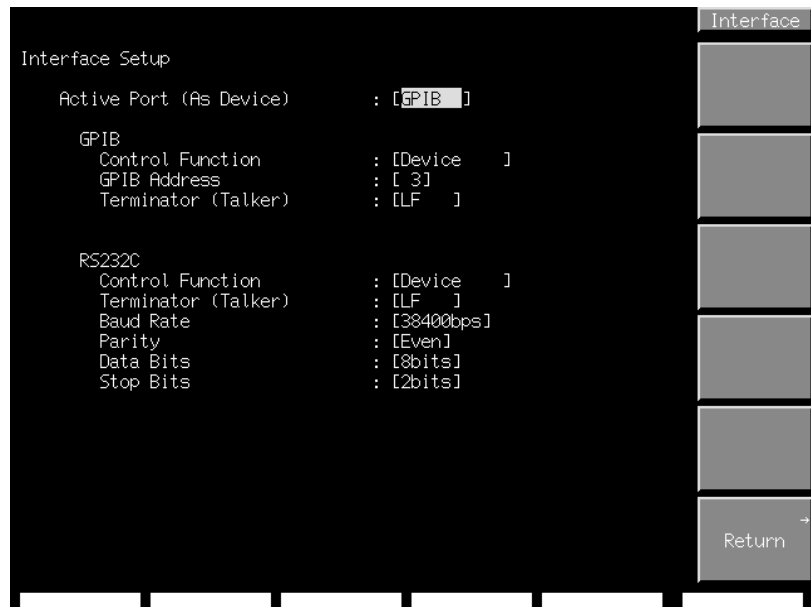 Interface
Interface Setup
Active Port (As Device) : [GPIB ]
GPIB
Control Function : [Device ]
GPIB Address : [ 3]
Terminator (Talker) : [LF ]
RS232C
Control Function : [Device ]
Terminator (Talker) : [LF ]
Baud Rate : [38400bps]
Parity : [Even]
Data Bits : [8bits]
Stop Bits : [2bits]
→
Return